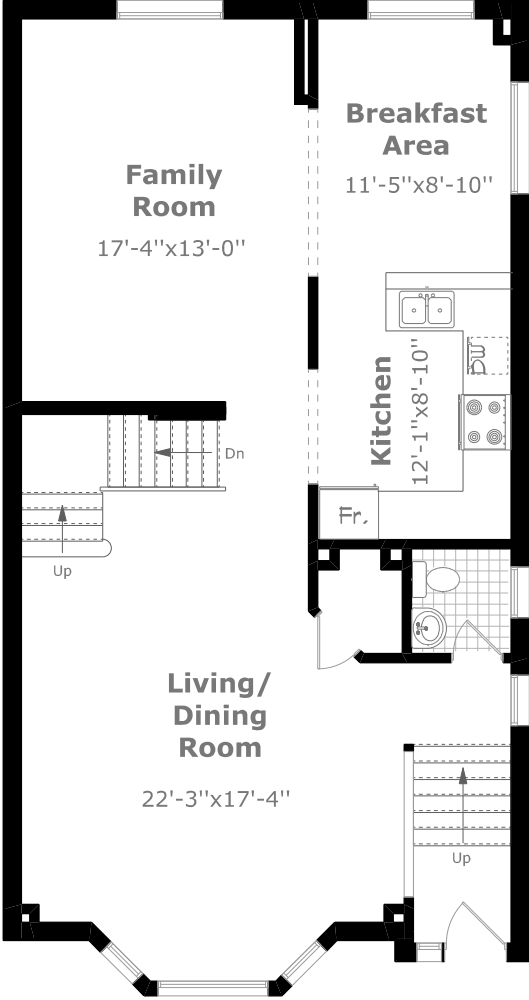 Breakfast
Area
11'-5"x8'-10"
Family
Room
17'-4"x13'-0"
Kitchen
12'-1"x8'-10"
DW
Dn
Fr.
Up
Living/
Dining
Room
22'-3"x17'-4"
Up